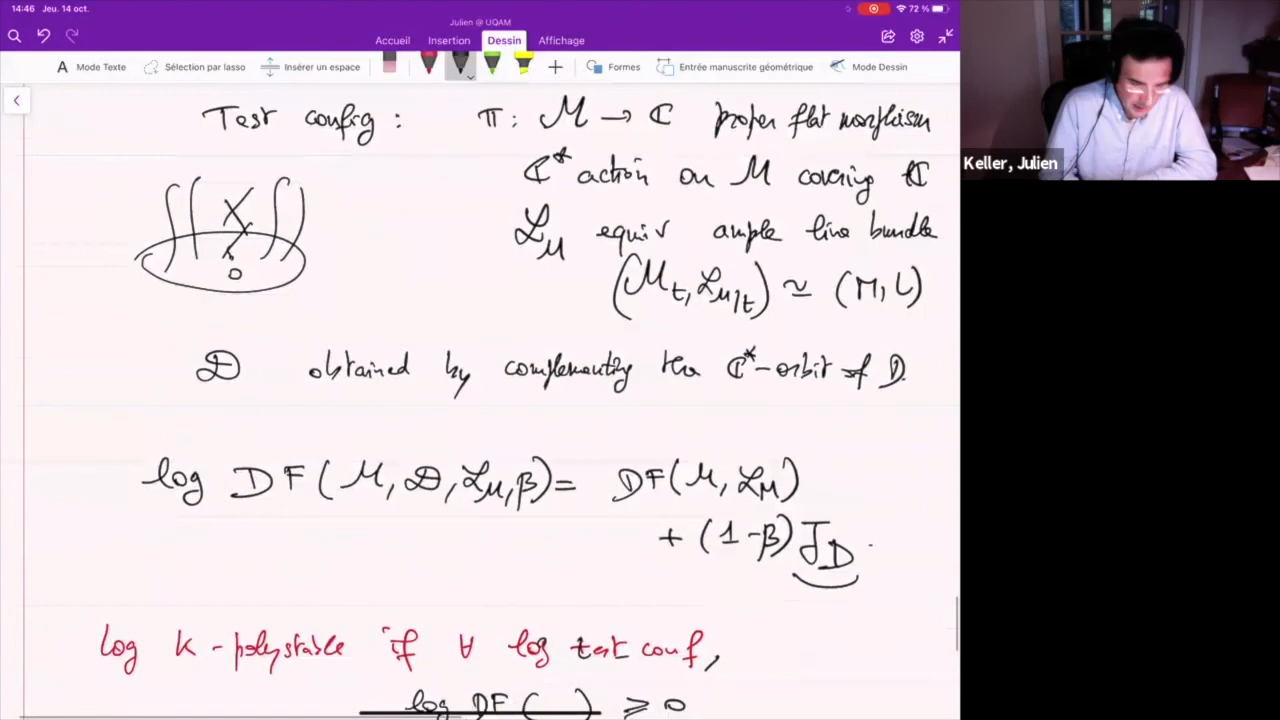 14:46 Jeu. 14 oct.
72 %
Julien @ UQAM
Accueil Insertion Dessin Affichage
Mode Texte Sélection par lasso Insérer un espace Formes Entrée manuscrite géométrique Mode Dessin
Keller, Julien
Test config : π : ℳ → ℂ proper flat morphism
ℂ* action on ℳ covering ℂ
ℒ_ℳ equiv ample line bundle
(ℳ_t, ℒ_ℳ|t) ≃ (M, L)
0
𝒟 obtained by complementing the ℂ*-orbit of D.
log DF(ℳ, 𝒟, ℒ_ℳ, β) = DF(ℳ, ℒ_ℳ)
+ (1-β) J_D .
log K-polystable if ∀ log test conf,
log DF ( ) ≥ 0